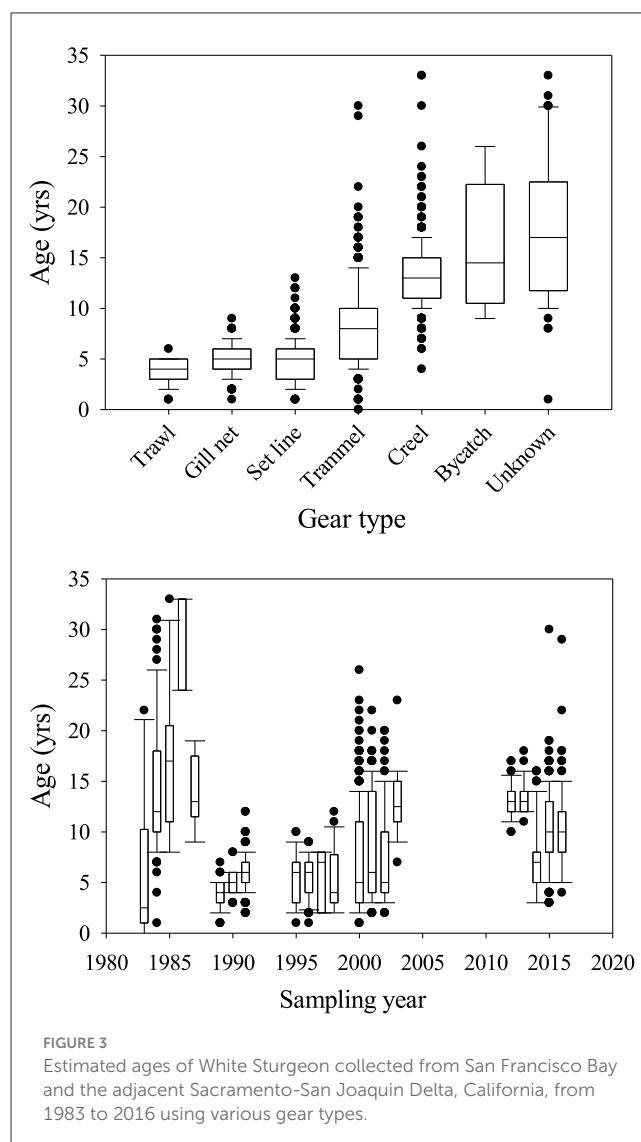 35
30
25
20
15
10
5
0
Age (yrs)
Trawl
Gill net
Set line
Trammel
Creel
Bycatch
Unknown
Gear type
35
30
25
20
15
10
5
0
Age (yrs)
1980 1985 1990 1995 2000 2005 2010 2015 2020
Sampling year
FIGURE 3
Estimated ages of White Sturgeon collected from San Francisco Bay
and the adjacent Sacramento-San Joaquin Delta, California, from
1983 to 2016 using various gear types.